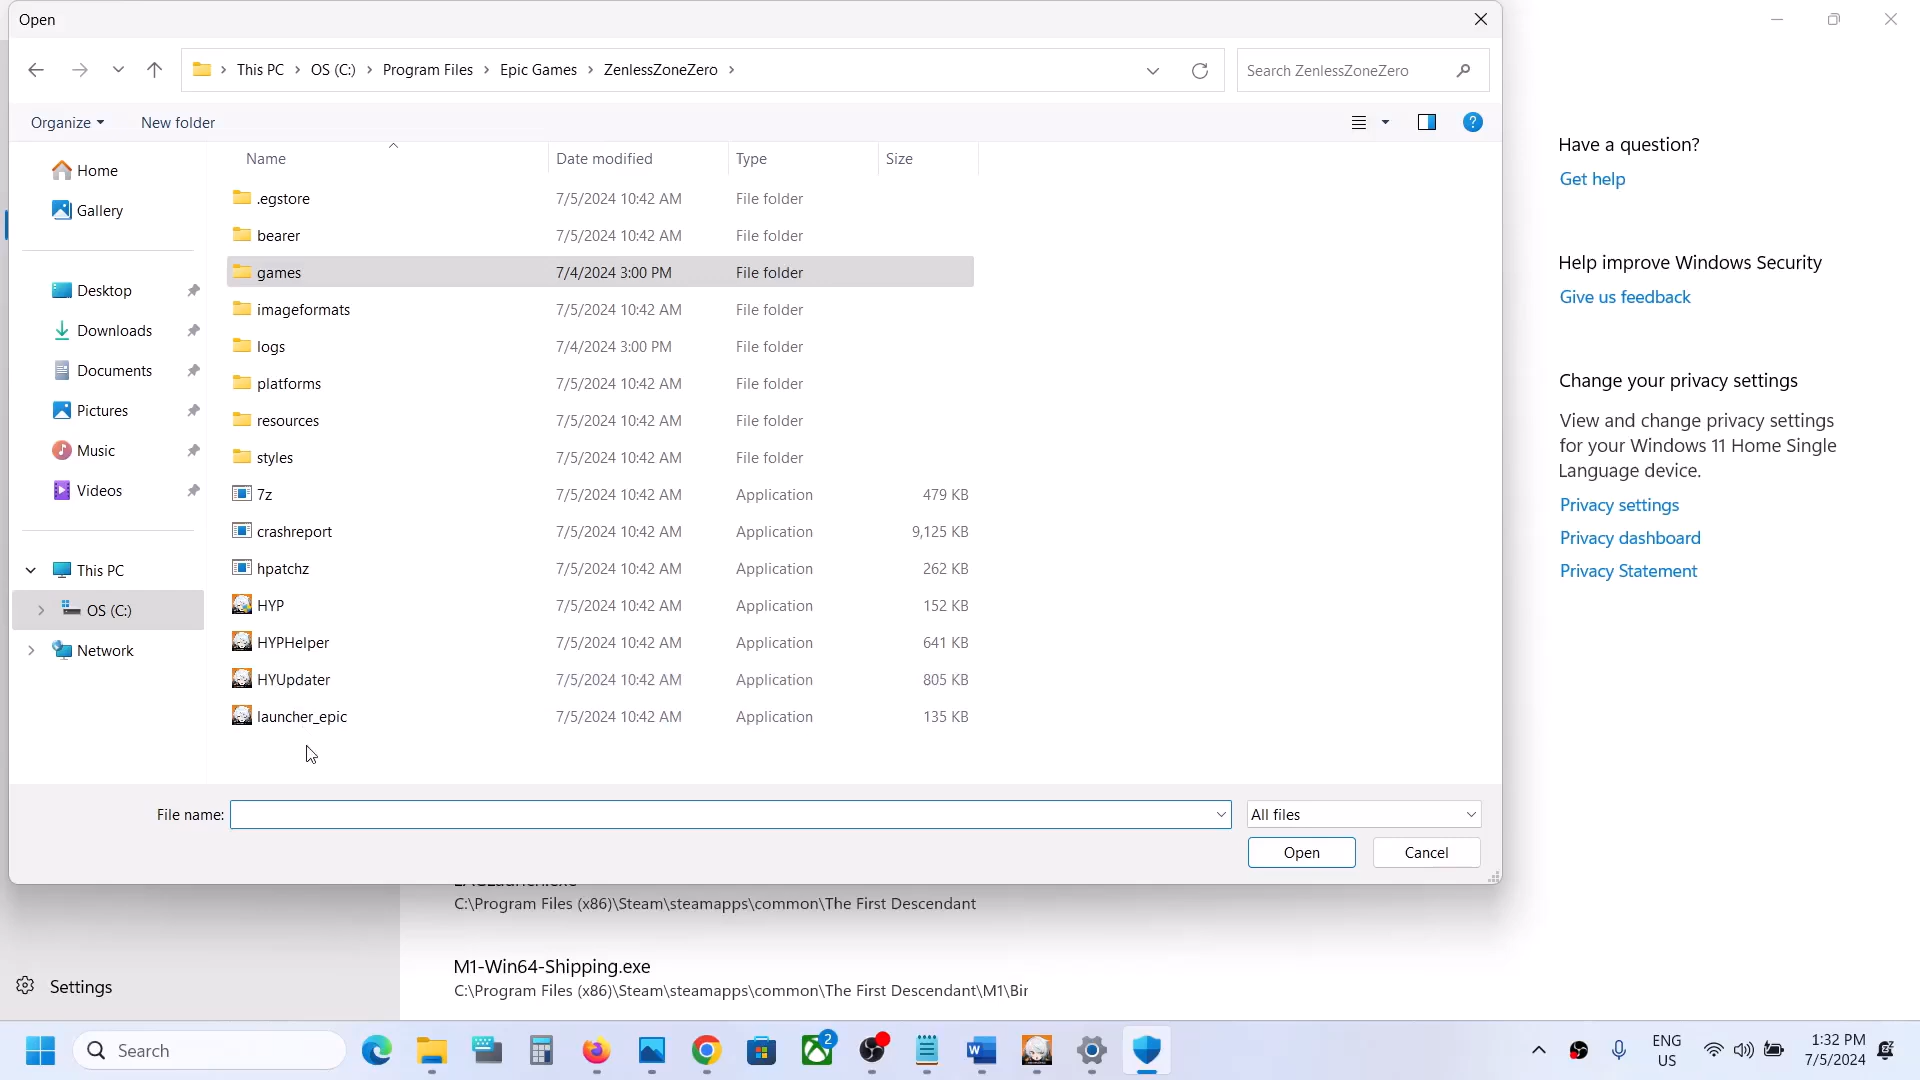 Open
This PC > OS (C:) > Program Files > Epic Games > ZenlessZoneZero >
Search ZenlessZoneZero
Organize
New folder
Name Date modified Type Size
Home
Gallery
Desktop
Downloads
Documents
Pictures
Music
Videos
This PC
OS (C:)
Network
.egstore 7/5/2024 10:42 AM File folder
bearer 7/5/2024 10:42 AM File folder
games 7/4/2024 3:00 PM File folder
imageformats 7/5/2024 10:42 AM File folder
logs 7/4/2024 3:00 PM File folder
platforms 7/5/2024 10:42 AM File folder
resources 7/5/2024 10:42 AM File folder
styles 7/5/2024 10:42 AM File folder
7z 7/5/2024 10:42 AM Application 479 KB
crashreport 7/5/2024 10:42 AM Application 9,125 KB
hpatchz 7/5/2024 10:42 AM Application 262 KB
HYP 7/5/2024 10:42 AM Application 152 KB
HYPHelper 7/5/2024 10:42 AM Application 641 KB
HYUpdater 7/5/2024 10:42 AM Application 805 KB
launcher_epic 7/5/2024 10:42 AM Application 135 KB
File name:
All files
Open
Cancel
Have a question?
Get help
Help improve Windows Security
Give us feedback
Change your privacy settings
View and change privacy settings
for your Windows 11 Home Single
Language device.
Privacy settings
Privacy dashboard
Privacy Statement
C:\Program Files (x86)\Steam\steamapps\common\The First Descendant
M1-Win64-Shipping.exe
C:\Program Files (x86)\Steam\steamapps\common\The First Descendant\M1\Bir
Settings
Search
2
ENG
US
1:32 PM
7/5/2024